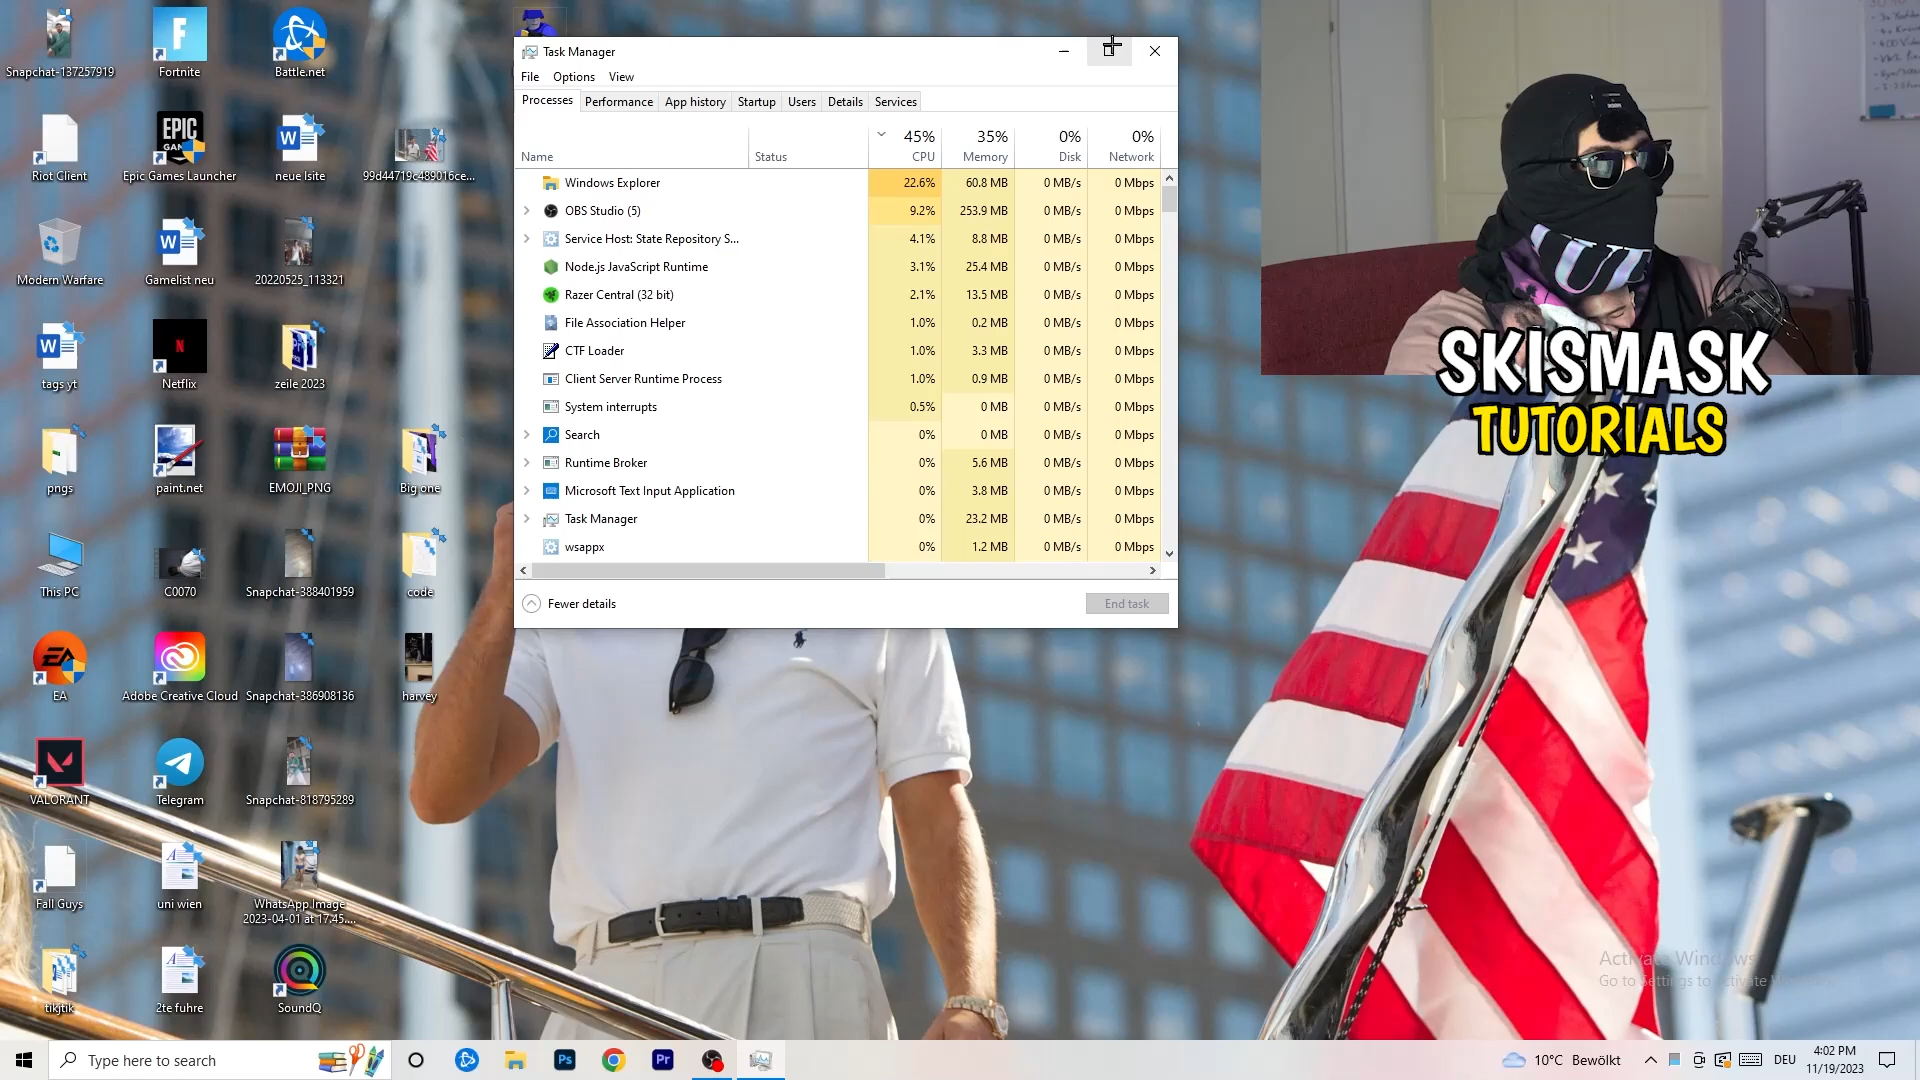 Snapchat-137257919
Fortnite
Battle.net
Riot Client
EPIC
Epic Games Launcher
neue lsite
99d44719c489016ce...
Modern Warfare
Gamelist neu
20220525_113321
tags yt
N
Netflix
zeile 2023
pngs
paint.net
EMOJI_PNG
Big one
This PC
C0070
Snapchat-388401959
code
EA
Adobe Creative Cloud
Snapchat-386908136
harvey
VALORANT
Telegram
Snapchat-818795289
Fall Guys
uni wien
WhatsApp Image
2023-04-01 at 17.45....
tiktjtik
2te fuhre
SoundQ
Task Manager
File Options View
Processes Performance App history Startup Users Details Services
45% 35% 0% 0%
Name Status CPU Memory Disk Network
Windows Explorer 22.6% 60.8 MB 0 MB/s 0 Mbps
OBS Studio (5) 9.2% 253.9 MB 0 MB/s 0 Mbps
Service Host: State Repository S... 4.1% 8.8 MB 0 MB/s 0 Mbps
Node.js JavaScript Runtime 3.1% 25.4 MB 0 MB/s 0 Mbps
Razer Central (32 bit) 2.1% 13.5 MB 0 MB/s 0 Mbps
File Association Helper 1.0% 0.2 MB 0 MB/s 0 Mbps
CTF Loader 1.0% 3.3 MB 0 MB/s 0 Mbps
Client Server Runtime Process 1.0% 0.9 MB 0 MB/s 0 Mbps
System interrupts 0.5% 0 MB 0 MB/s 0 Mbps
Search 0% 0 MB 0 MB/s 0 Mbps
Runtime Broker 0% 5.6 MB 0 MB/s 0 Mbps
Microsoft Text Input Application 0% 3.8 MB 0 MB/s 0 Mbps
Task Manager 0% 23.2 MB 0 MB/s 0 Mbps
wsappx 0% 1.2 MB 0 MB/s 0 Mbps
Fewer details
End task
SKISMASK
TUTORIALS
Activate Windows
Go to Settings to activate
Type here to search
Ps
Pr
10°C Bewölkt
DEU
4:02 PM
11/19/2023